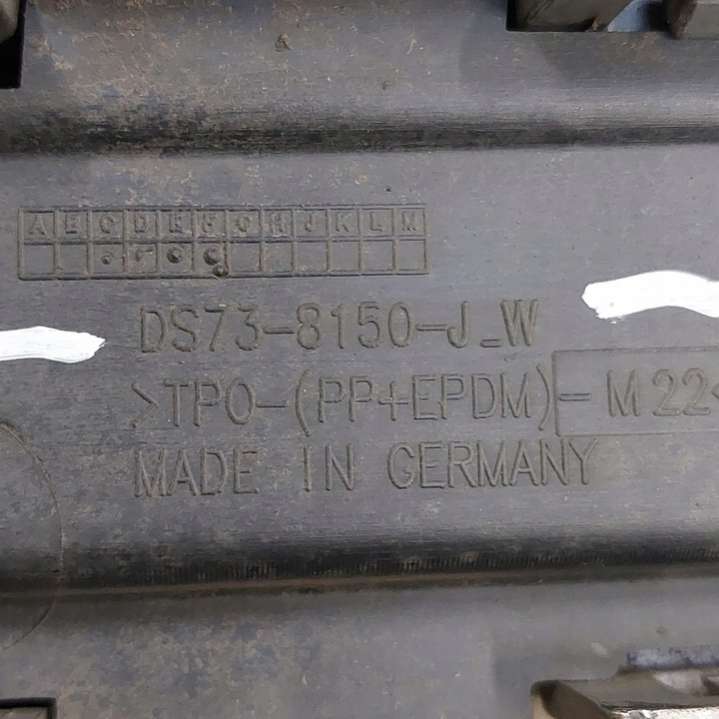 A B C D E F G H J K L M
DS73-8150-J_W
>TPO-(PP+EPDM)-M22<
MADE IN GERMANY